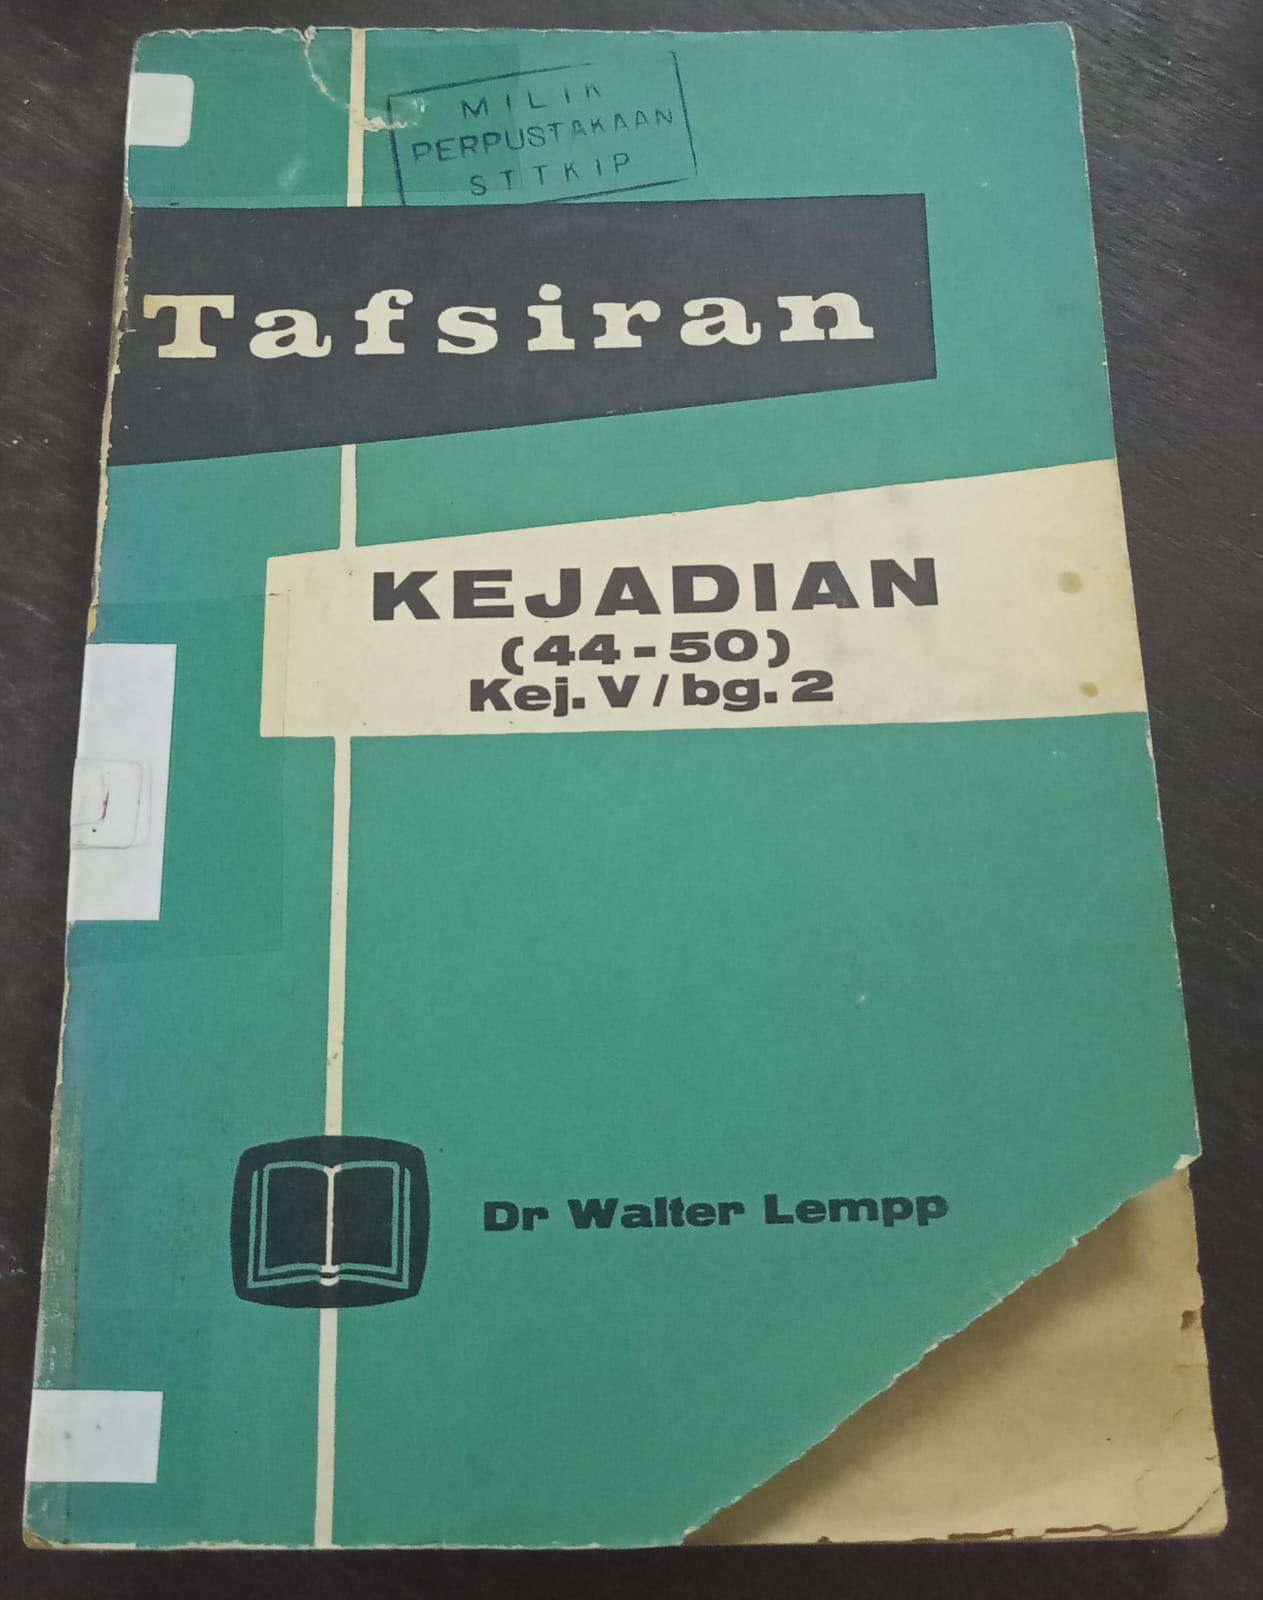 MILIK
PERPUSTAKAAN
STTKIP
Tafsiran
KEJADIAN
(44-50)
Kej. V/bg. 2
Dr Walter Lempp